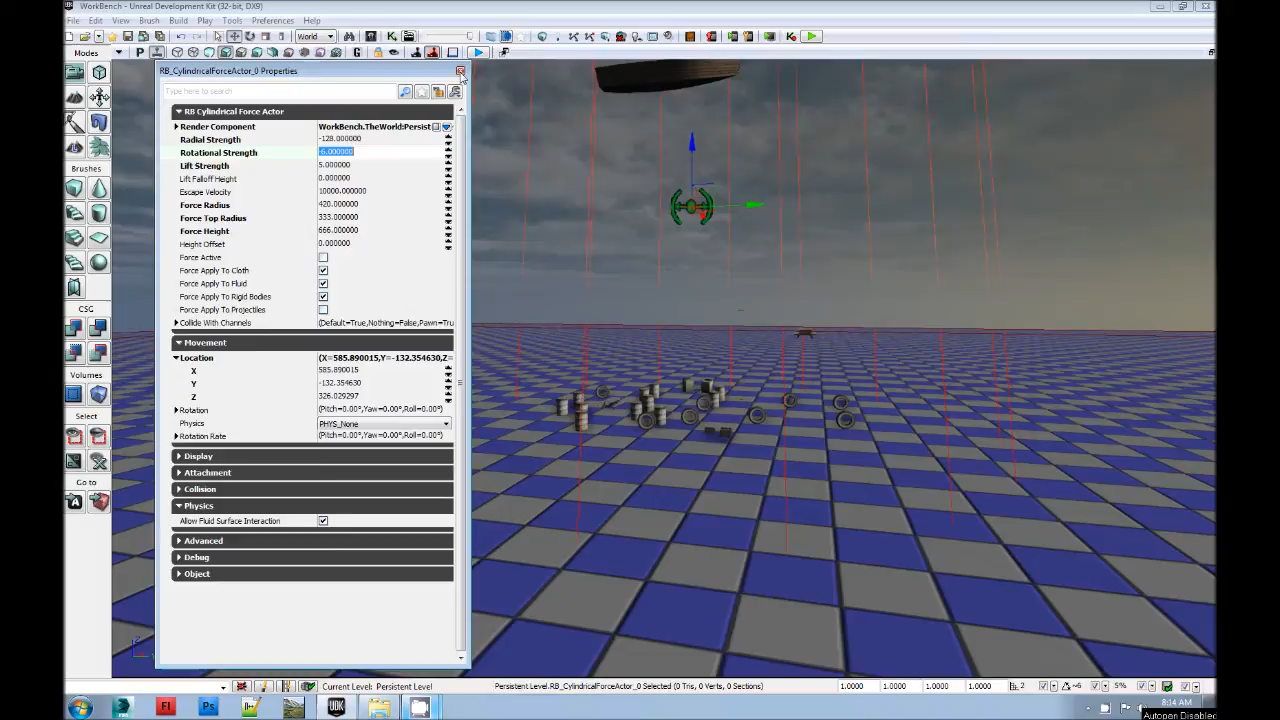 WorkBench - Unreal Development Kit (32-bit, DX9)
File Edit View Brush Build Play Tools Preferences Help
World
Modes
P
G
RB_CylindricalForceActor_0 Properties
Type here to search
RB Cylindrical Force Actor
Render Component WorkBench.TheWorld:Persist
Radial Strength -128.000000
Rotational Strength -6.000000
Lift Strength 5.000000
Lift Falloff Height 0.000000
Escape Velocity 10000.000000
Force Radius 420.000000
Force Top Radius 333.000000
Force Height 666.000000
Height Offset 0.000000
Force Active
Force Apply To Cloth
Force Apply To Fluid
Force Apply To Rigid Bodies
Force Apply To Projectiles
Collide With Channels (Default=True,Nothing=False,Pawn=Tru
Movement
Location (X=585.890015,Y=-132.354630,Z=
X 585.890015
Y -132.354630
Z 326.029297
Rotation (Pitch=0.00°,Yaw=0.00°,Roll=0.00°)
Physics PHYS_None
Rotation Rate (Pitch=0.00°,Yaw=0.00°,Roll=0.00°)
Display
Attachment
Collision
Physics
Allow Fluid Surface Interaction
Advanced
Debug
Object
Brushes
CSG
Volumes
Select
Go to
Current Level: Persistent Level
Persistent Level.RB_CylindricalForceActor_0 Selected (0 Tris, 0 Verts, 0 Sections)
1.0000 1.0000 1.0000 1.0000 2 ~6 5%
Fl Ps UDK
8:14 AM
Autopon Disabled